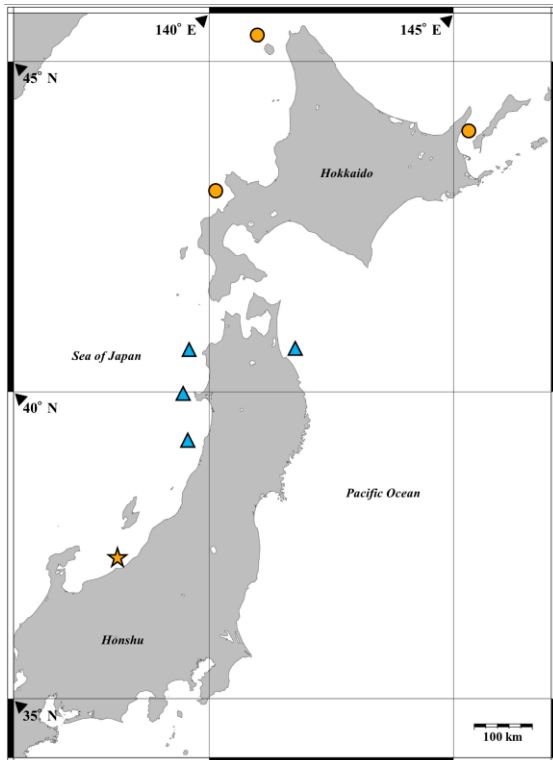 140° E
145° E
45° N
Hokkaido
Sea of Japan
40° N
Pacific Ocean
Honshu
35° N
100 km